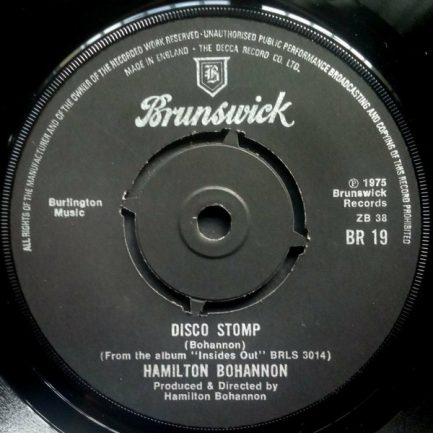 ALL RIGHTS OF THE MANUFACTURER AND OF THE OWNER OF THE RECORDED WORK RESERVED · UNAUTHORISED PUBLIC PERFORMANCE BROADCASTING AND COPYING OF THIS RECORD PROHIBITED
MADE IN ENGLAND · THE DECCA RECORD CO. LTD.
B
Brunswick
Burlington
Music
℗ 1975
Brunswick
Records
ZB 38
BR 19
DISCO STOMP
(Bohannon)
(From the album "Insides Out" BRLS 3014)
HAMILTON BOHANNON
Produced & Directed by
Hamilton Bohannon